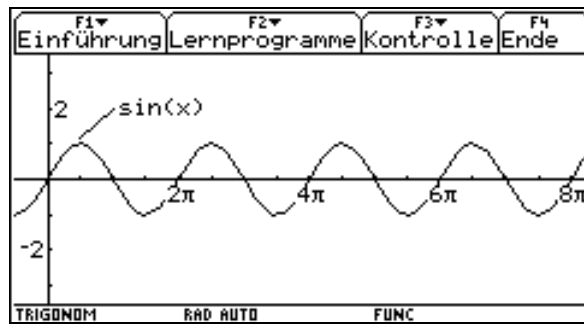 F1▾ F2▾ F3▾ F4
Einführung Lernprogramme Kontrolle Ende
2 sin(x)
2π 4π 6π 8π
-2
TRIGONOM RAD AUTO FUNC